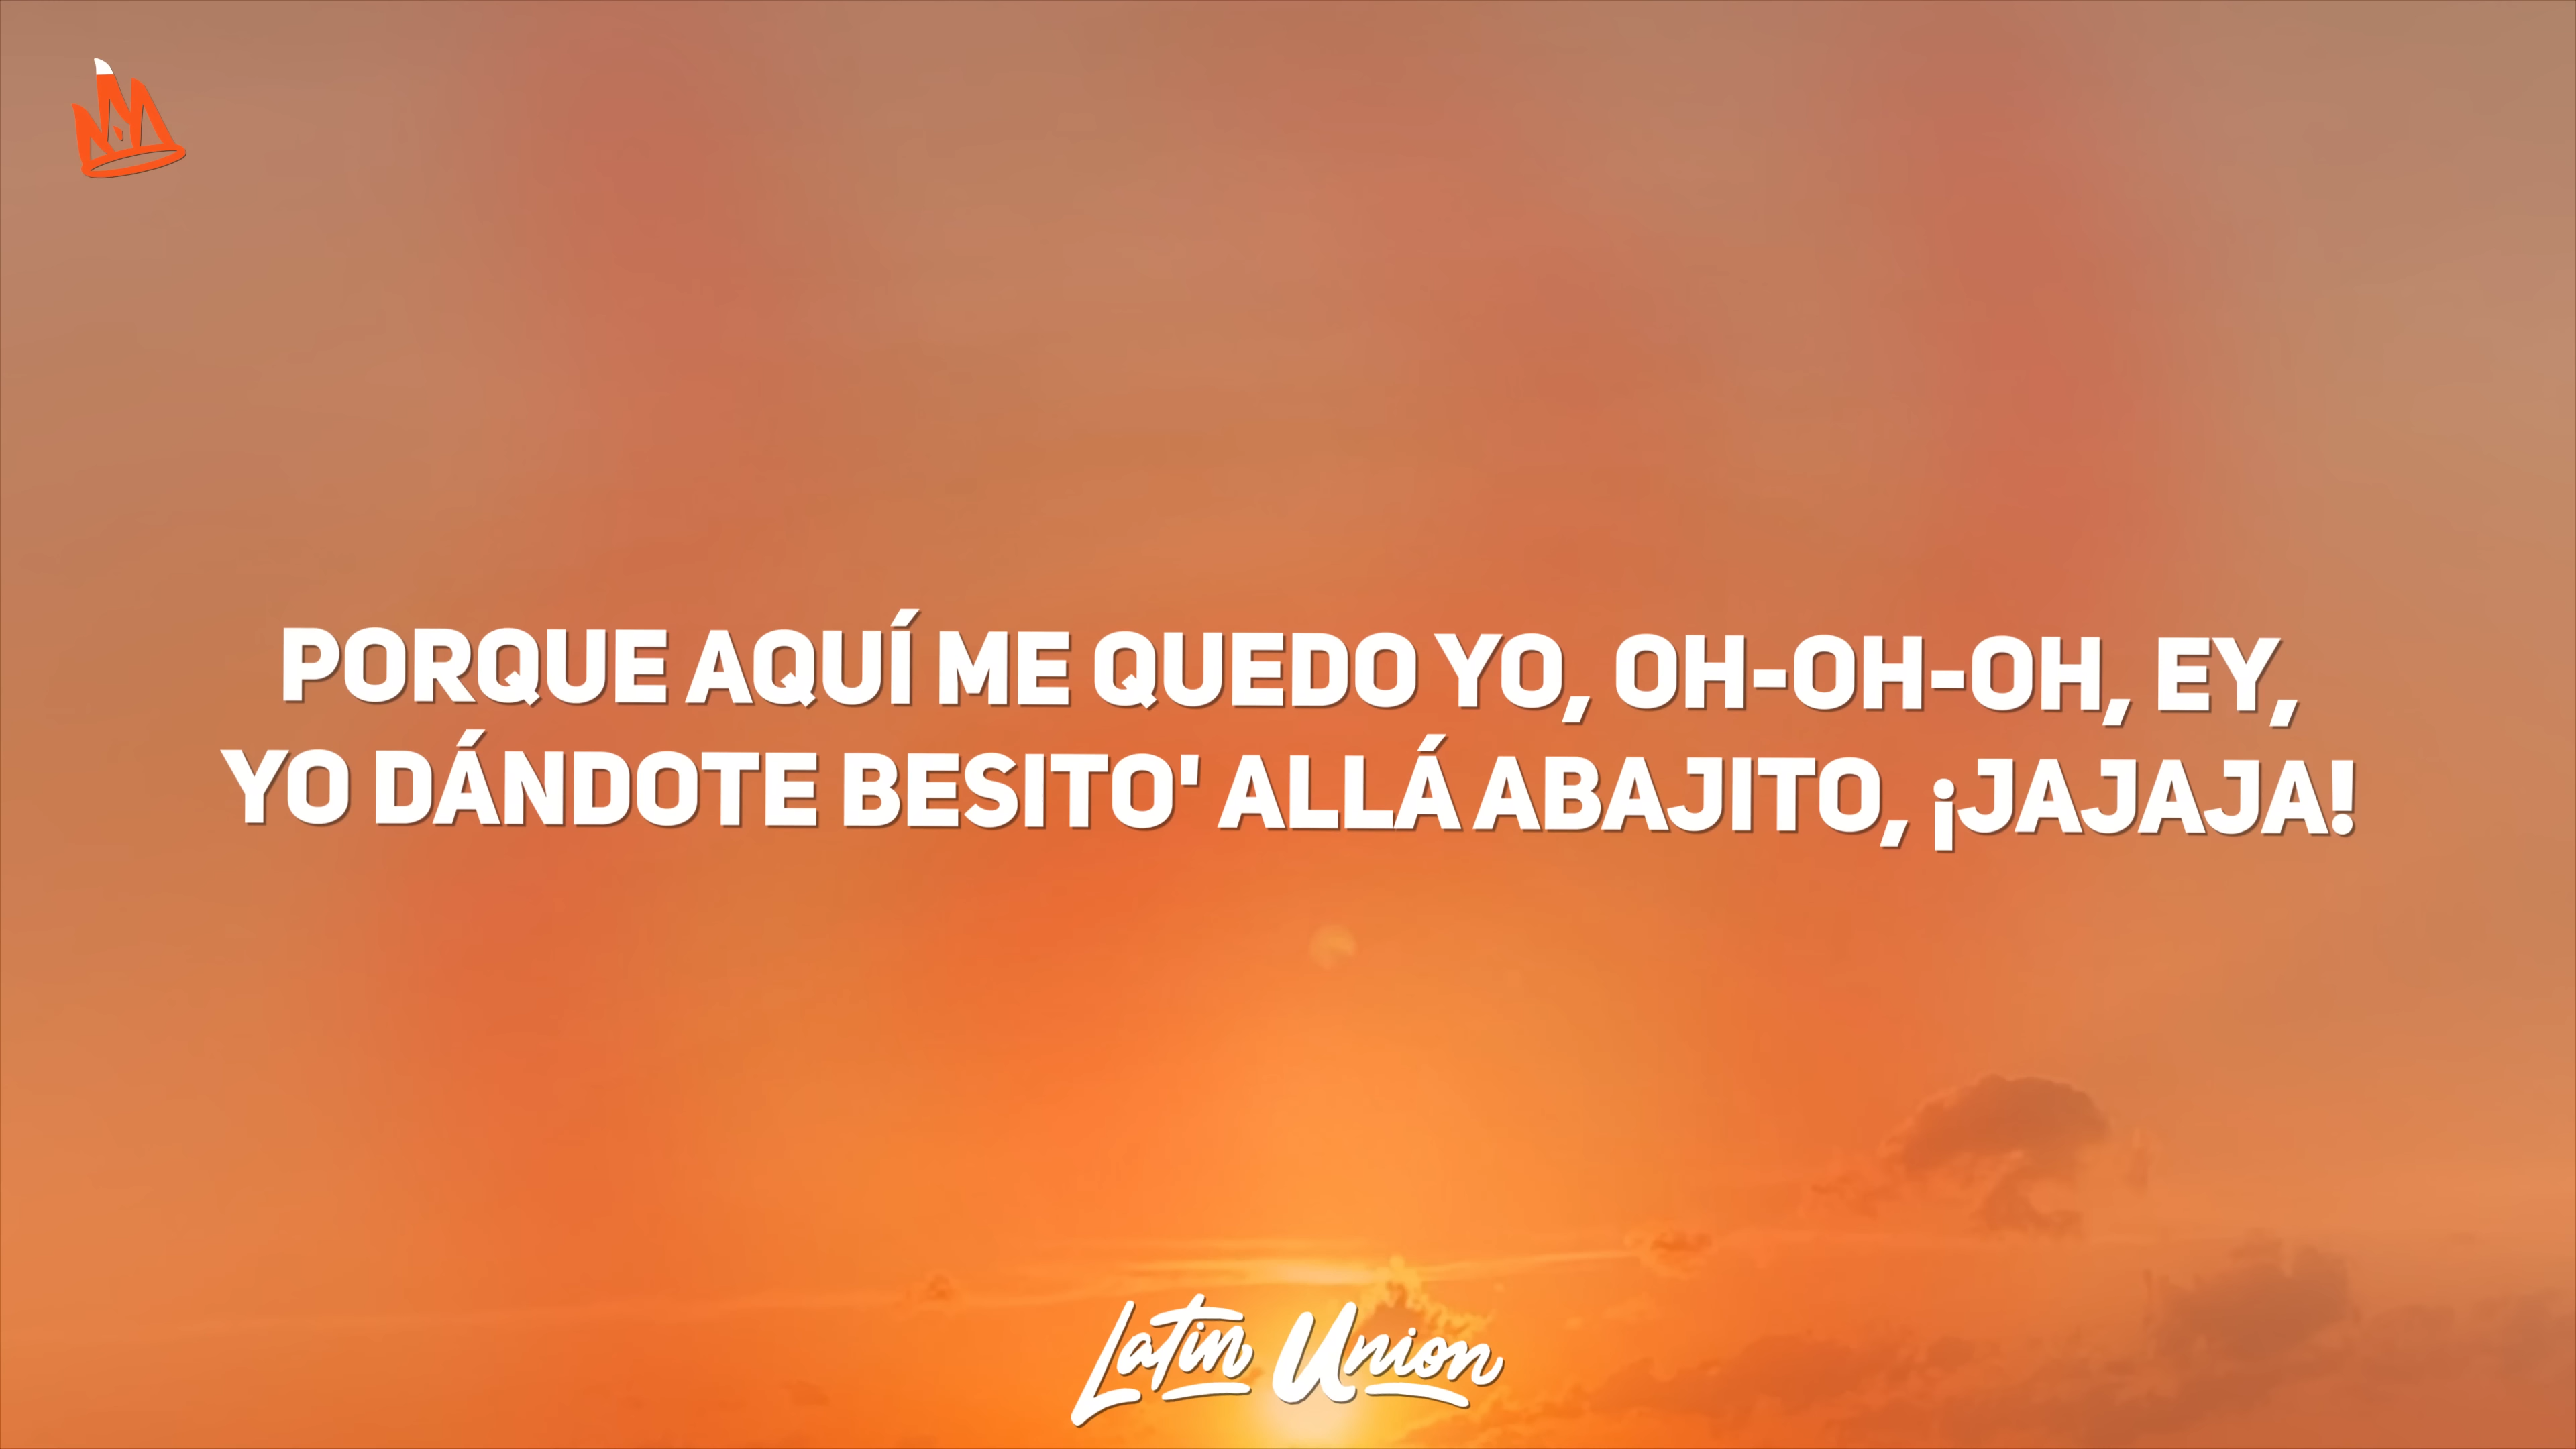 PORQUE AQUÍ ME QUEDO YO, OH-OH-OH, EY,
YO DÁNDOTE BESITO' ALLÁ ABAJITO, ¡JAJAJA!
Latin Union